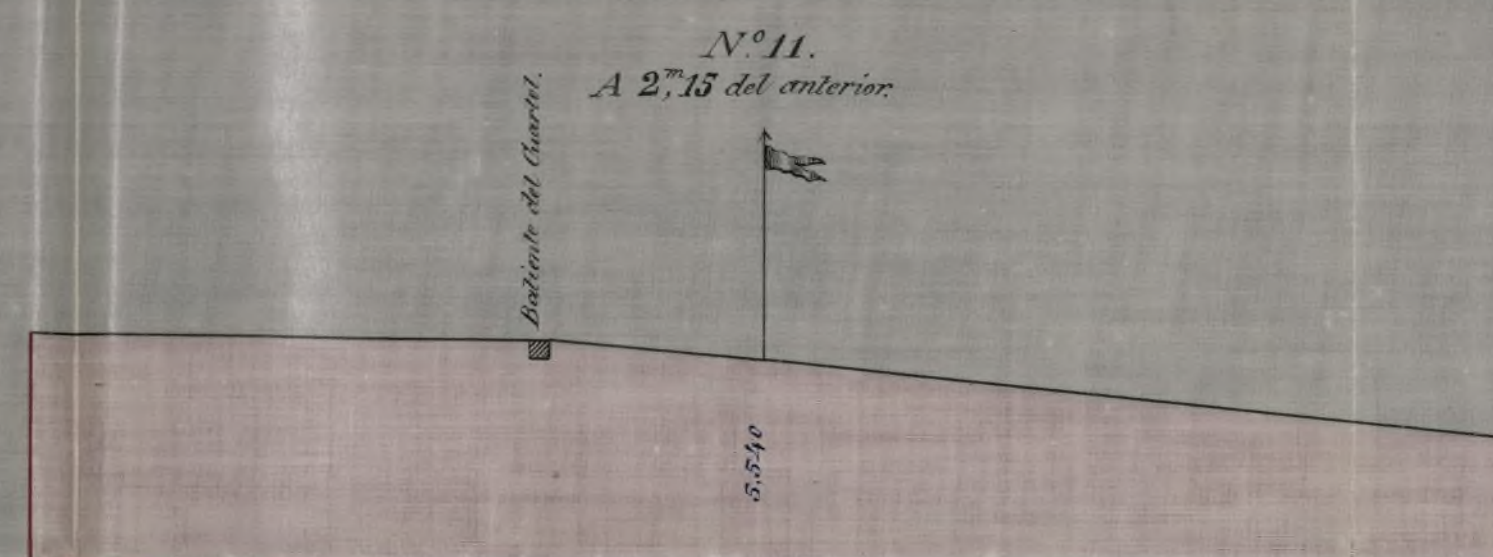 N.º 11.
A 2,ᵐ15 del anterior.
Batiente del Cuartel.
5,540